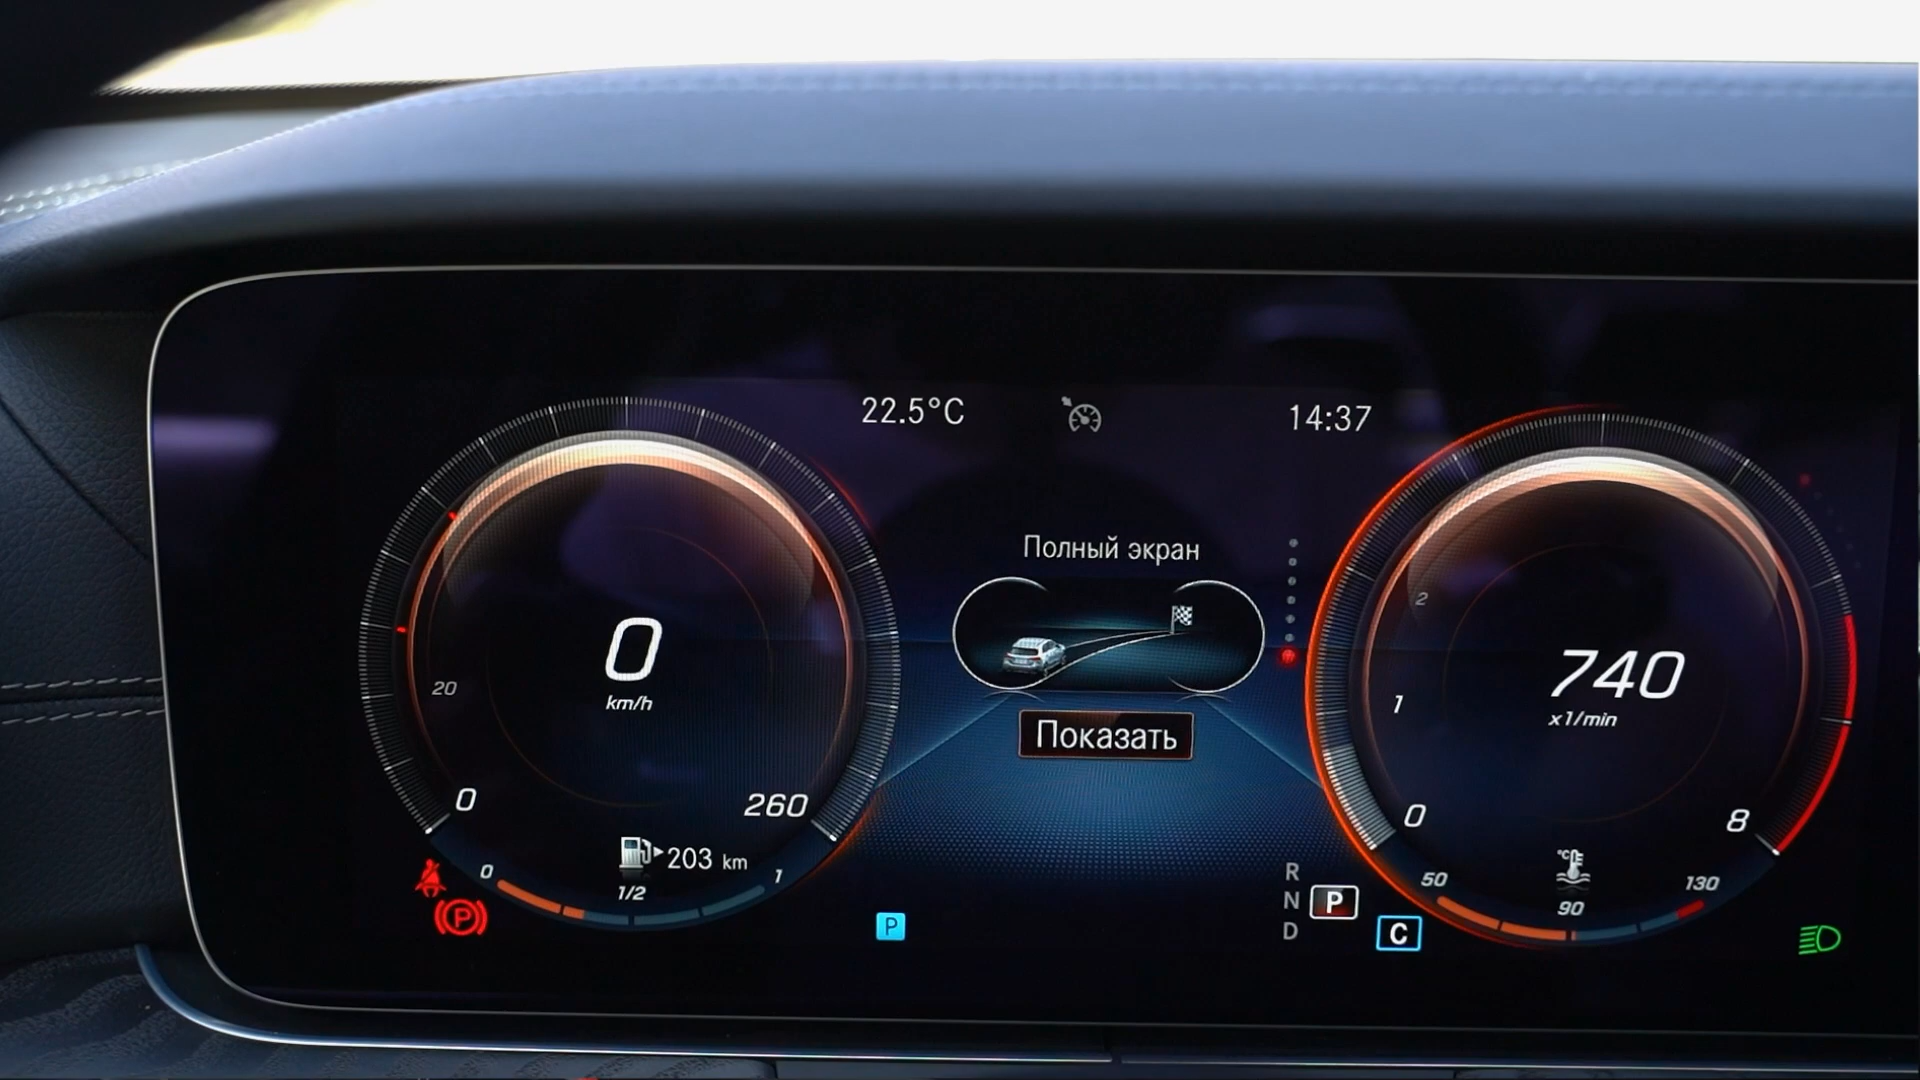 22.5°C
14:37
Полный экран
Показать
0
km/h
20
0
260
203 km
0
1/2
1
P
P
R
N
D
P
C
2
1
740
x1/min
0
8
°C
50
90
130